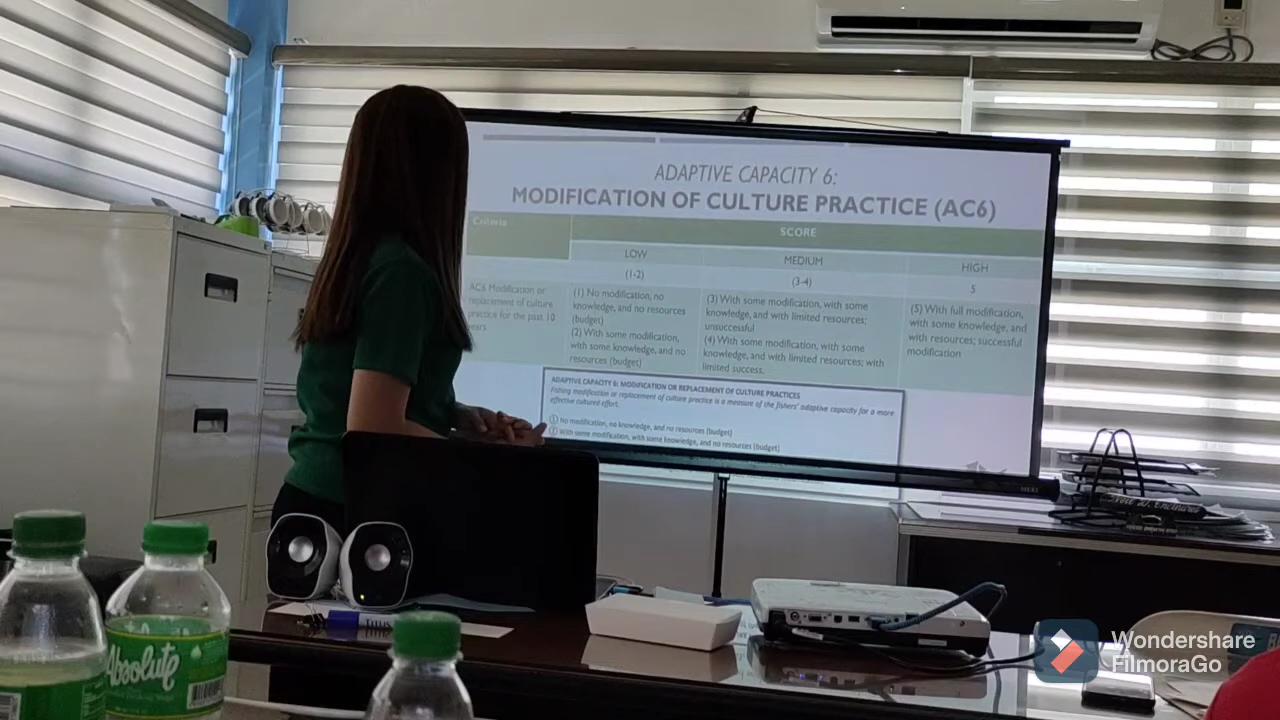 ADAPTIVE CAPACITY 6:
MODIFICATION OF CULTURE PRACTICE (AC6)
Criteria
SCORE
LOW
MEDIUM
HIGH
(1-2)
(3-4)
5
AC6 Modification or
replacement of culture
practice for the past 10
years
(1) No modification, no
knowledge, and no resources
(budget)
(2) With some modification,
with some knowledge, and no
resources (budget)
(3) With some modification, with some
knowledge, and with limited resources;
unsuccessful
(4) With some modification, with some
knowledge, and with limited resources; with
limited success.
(5) With full modification,
with some knowledge, and
with resources; successful
modification
ADAPTIVE CAPACITY 6: MODIFICATION OR REPLACEMENT OF CULTURE PRACTICES
Fishing modification or replacement of culture practice is a measure of the fishers' adaptive capacity for a more
effective cultured effort.
① No modification, no knowledge, and no resources (budget)
② With some modification, with some knowledge, and no resources (budget)
Absolute
Wondershare
FilmoraGo